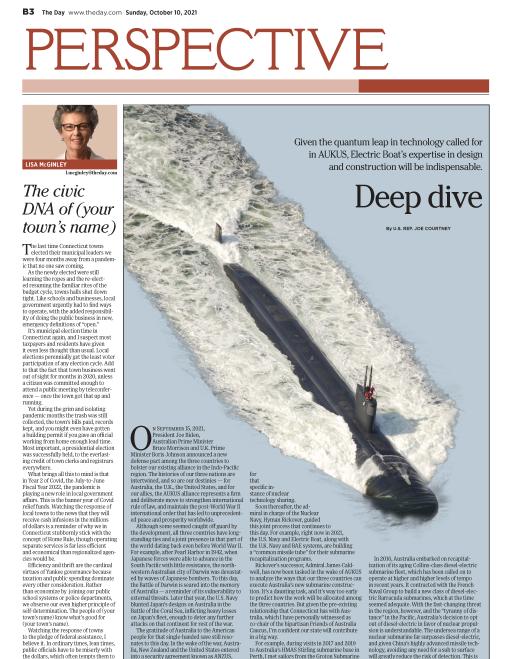 B3 The Day www.theday.com Sunday, October 10, 2021
PERSPECTIVE
LISA McGINLEY
l.mcginley@theday.com
The civic
DNA of (your
town's name)
The last time Connecticut towns
elected their municipal leaders we
were four months away from a pandem-
ic that no one saw coming.
As the newly elected were still
learning the ropes and the re-elect-
ed resuming the familiar rites of the
budget cycle, towns halls shut down
tight. Like schools and businesses, local
government urgently had to find ways
to operate, with the added responsibil-
ity of doing the public business in new,
emergency definitions of "open."
It's municipal election time in
Connecticut again, and I suspect most
taxpayers and residents have given
it even less thought than usual. Local
elections perennially get the least voter
participation of any election cycle. Add
to that the fact that town business went
out of sight for months in 2020, unless
a citizen was committed enough to
attend a public meeting by teleconfer-
ence — once the town got that up and
running.
Yet during the grim and isolating
pandemic months the trash was still
collected, the town's bills paid, records
kept, and you might even have gotten
a building permit if you gave an official
working from home enough lead time.
Most important, a presidential election
was successfully held, to the everlast-
ing credit of town clerks and registrars
everywhere.
What brings all this to mind is that
in Year 2 of Covid, the July-to-June
Fiscal Year 2022, the pandemic is
playing a new role in local government
affairs. This is the banner year of Covid
relief funds. Watching the response of
local towns to the news that they will
receive cash infusions in the millions
of dollars is a reminder of why we in
Connecticut stubbornly stick with the
concept of Home Rule, though operating
separate services is far less efficient
and economical than regionalized agen-
cies would be.
Efficiency and thrift are the cardinal
virtues of Yankee governance because
taxation and public spending dominate
every other consideration. Rather
than economize by joining our public
school systems or police departments,
we observe our own higher principle of
self-determination. The people of (your
town's name) know what's good for
(your town's name).
Watching the response of towns
to the pledge of federal assistance, I
believe it. In ordinary times, lean times,
public officials have to be miserly with
the dollars, which often tempts them to
Given the quantum leap in technology called for
in AUKUS, Electric Boat's expertise in design
and construction will be indispensable.
Deep dive
By U.S. REP. JOE COURTNEY
On September 15, 2021,
President Joe Biden,
Australian Prime Minister
Bruce Morrison and U.K. Prime
Minister Boris Johnson announced a new
defense pact among the three countries to
bolster our existing alliance in the Indo-Pacific
region. The histories of our three nations are
intertwined, and so are our destinies — for
Australia, the U.K., the United States, and for
our allies, the AUKUS alliance represents a firm
and deliberate move to strengthen international
rule of law, and maintain the post-World War II
international order that has led to unprecedent-
ed peace and prosperity worldwide.
Although some seemed caught off guard by
the development, all three countries have long-
standing ties and a joint presence in that part of
the world dating back even before World War II.
For example, after Pearl Harbor in 1942, when
Japanese forces were able to advance in the
South Pacific with little resistance, the north-
western Australian city of Darwin was devastat-
ed by waves of Japanese bombers. To this day,
the Battle of Darwin is seared into the memory
of Australia — a reminder of its vulnerability to
external threats. Later that year, the U.S. Navy
blunted Japan's designs on Australia in the
Battle of the Coral Sea, inflicting heavy losses
on Japan's fleet, enough to deter any further
attacks on that continent for rest of the war.
The gratitude of Australia to the American
people for that single-handed save still reso-
nates to this day. In the wake of the war, Austra-
lia, New Zealand and the United States entered
into a security agreement known as ANZUS,
for
that
specific in-
stance of nuclear
technology sharing.
Soon thereafter, the ad-
miral in charge of the Nuclear
Navy, Hyman Rickover, guided
this joint process that continues to
this day. For example, right now in 2021,
the U.S. Navy and Electric Boat, along with
the U.K. Navy and BAE systems, are building
a "common missile tube" for their submarine
recapitalization programs.
Rickover's successor, Admiral James Cald-
well, has now been tasked in the wake of AUKUS
to analyze the ways that our three countries can
execute Australia's new submarine construc-
tion. It's a daunting task, and it's way too early
to predict how the work will be allocated among
the three countries. But given the pre-existing
relationship that Connecticut has with Aus-
tralia, which I have personally witnessed as
co-chair of the bipartisan Friends of Australia
Caucus, I'm confident our state will contribute
in a big way.
For example, during visits in 2017 and 2019
to Australia's HMAS Stirling submarine base in
Perth, I met sailors from the Groton Submarine
In 2016, Australia embarked on recapital-
ization of its aging Collins-class diesel-electric
submarine fleet, which has been called on to
operate at higher and higher levels of tempo
in recent years. It contracted with the French
Naval Group to build a new class of diesel-elec-
tric Barracuda submarines, which at the time
seemed adequate. With the fast-changing threat
in the region, however, and the "tyranny of dis-
tance" in the Pacific, Australia's decision to opt
out of diesel-electric in favor of nuclear propul-
sion is understandable. The undersea range of a
nuclear submarine far surpasses diesel-electric,
and given China's highly advanced missile tech-
nology, avoiding any need for a sub to surface
will greatly reduce the risk of detection. This is